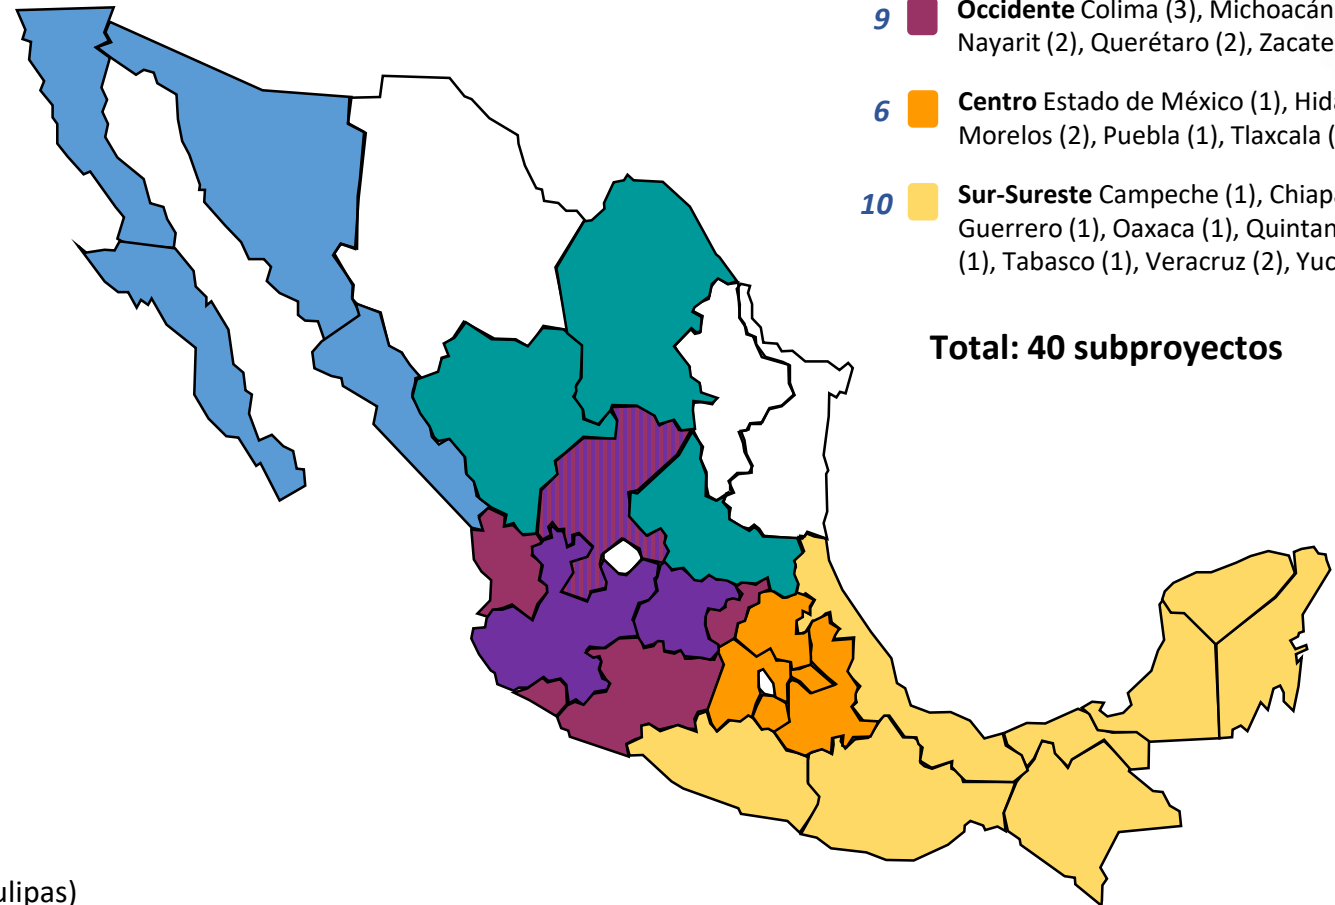 9 Occidente Colima (3), Michoacán
Nayarit (2), Querétaro (2), Zacate
6 Centro Estado de México (1), Hida
Morelos (2), Puebla (1), Tlaxcala (
10 Sur-Sureste Campeche (1), Chiapa
Guerrero (1), Oaxaca (1), Quintan
(1), Tabasco (1), Veracruz (2), Yuc
Total: 40 subproyectos
ulipas)